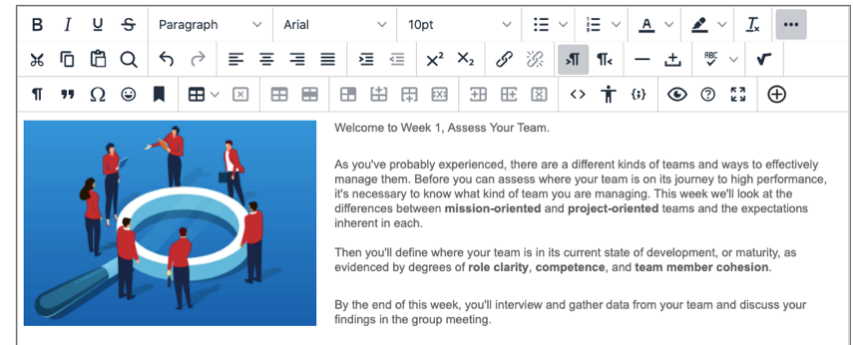 B I U S Paragraph Arial 10pt A Tx
X² X₂ ¶ ¶ ABC √
¶ Ω {;}
Welcome to Week 1, Assess Your Team.
As you've probably experienced, there are a different kinds of teams and ways to effectively
manage them. Before you can assess where your team is on its journey to high performance,
it's necessary to know what kind of team you are managing. This week we'll look at the
differences between mission-oriented and project-oriented teams and the expectations
inherent in each.
Then you'll define where your team is in its current state of development, or maturity, as
evidenced by degrees of role clarity, competence, and team member cohesion.
By the end of this week, you'll interview and gather data from your team and discuss your
findings in the group meeting.